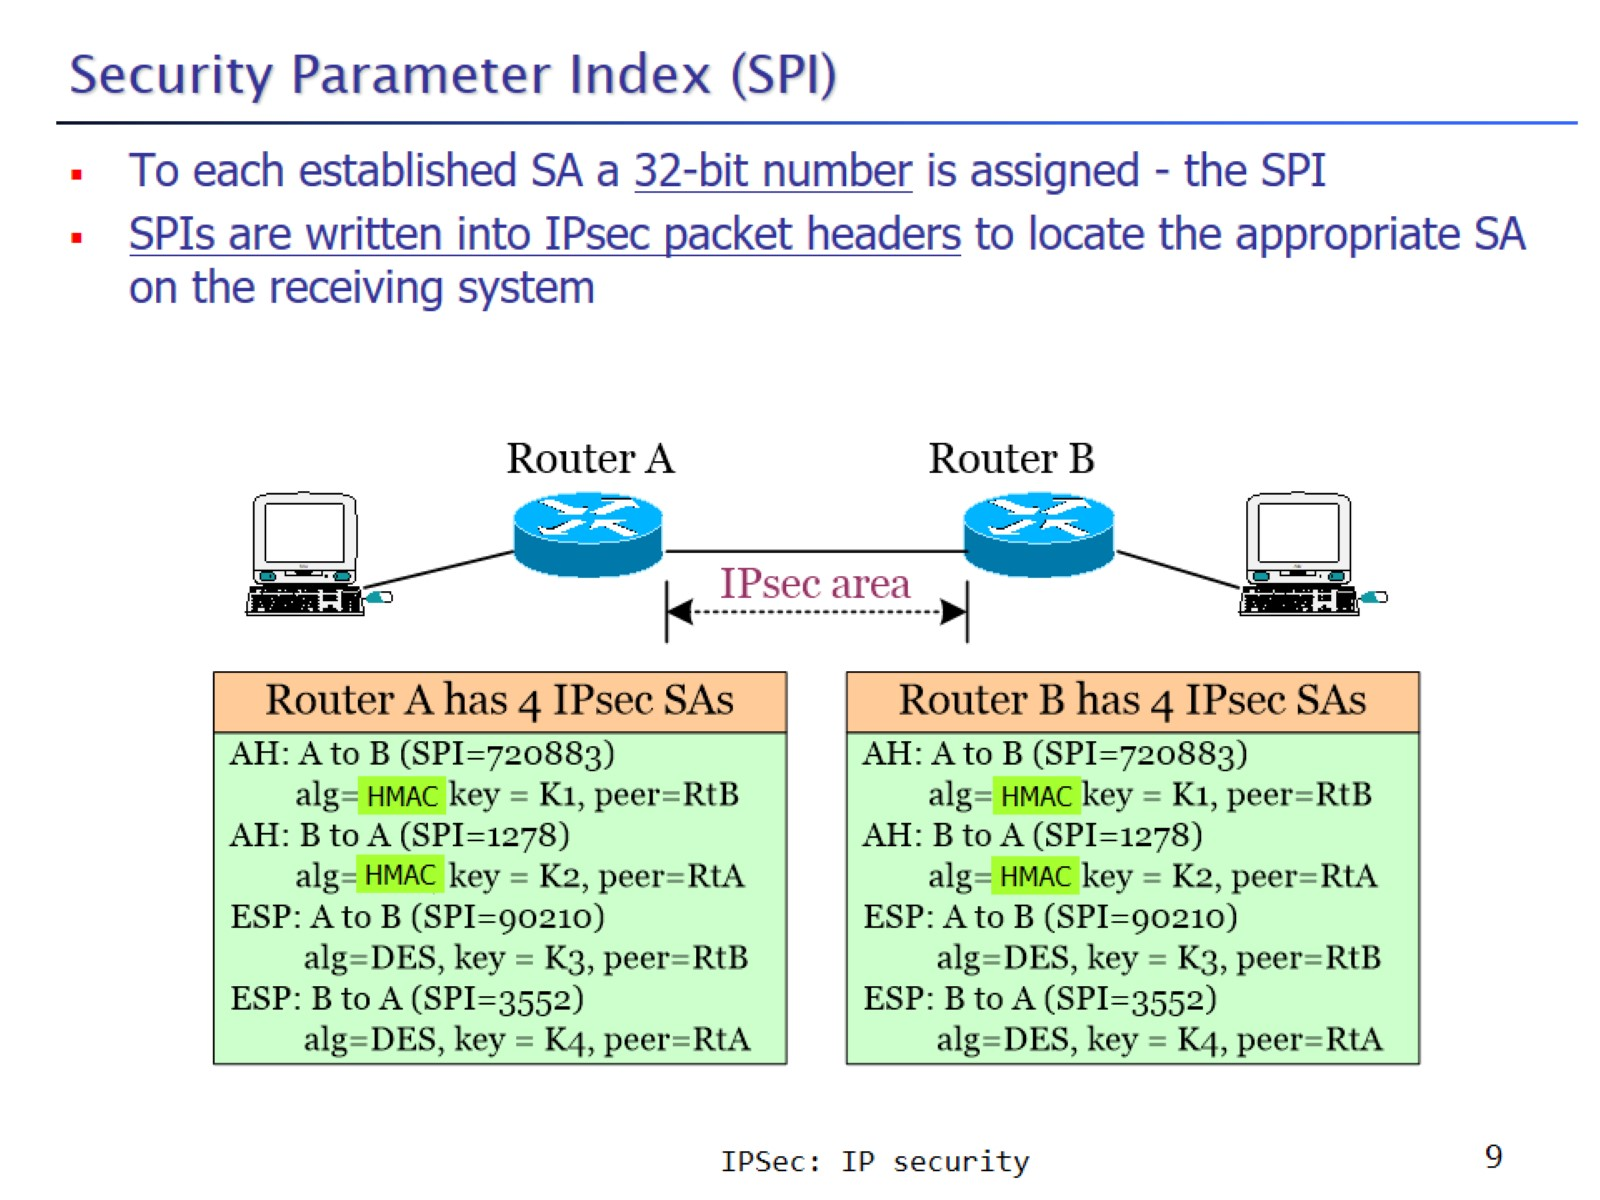 Security Parameter Index (SPI)
▪ To each established SA a 32-bit number is assigned - the SPI
▪ SPIs are written into IPsec packet headers to locate the appropriate SA
on the receiving system
Router A
Router B
IPsec area
Router A has 4 IPsec SAs
AH: A to B (SPI=720883)
alg= HMAC key = K1, peer=RtB
AH: B to A (SPI=1278)
alg= HMAC key = K2, peer=RtA
ESP: A to B (SPI=90210)
alg=DES, key = K3, peer=RtB
ESP: B to A (SPI=3552)
alg=DES, key = K4, peer=RtA
Router B has 4 IPsec SAs
AH: A to B (SPI=720883)
alg= HMAC key = K1, peer=RtB
AH: B to A (SPI=1278)
alg= HMAC key = K2, peer=RtA
ESP: A to B (SPI=90210)
alg=DES, key = K3, peer=RtB
ESP: B to A (SPI=3552)
alg=DES, key = K4, peer=RtA
IPSec: IP security
9